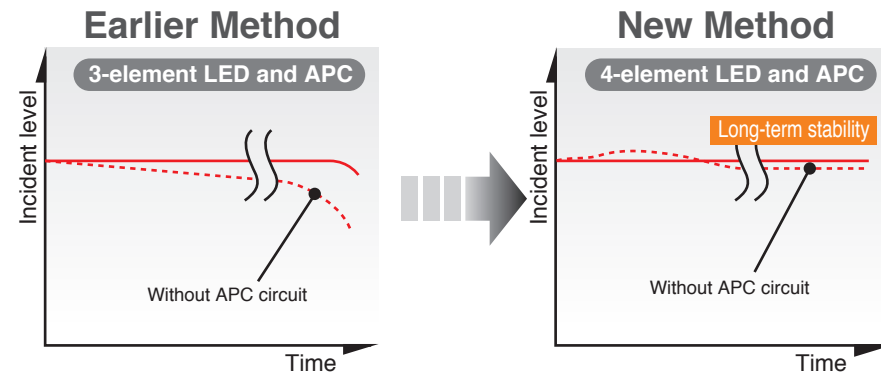 Earlier Method
3-element LED and APC
Incident level
Without APC circuit
Time
New Method
4-element LED and APC
Long-term stability
Incident level
Without APC circuit
Time